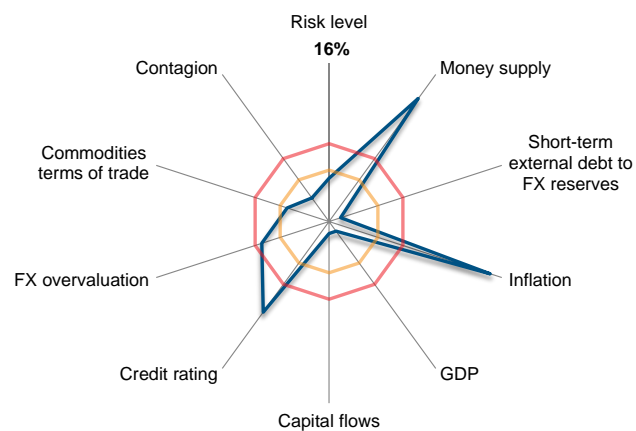 Risk level
16%
Contagion
Money supply
Commodities
terms of trade
Short-term
external debt to
FX reserves
FX overvaluation
Inflation
Credit rating
GDP
Capital flows